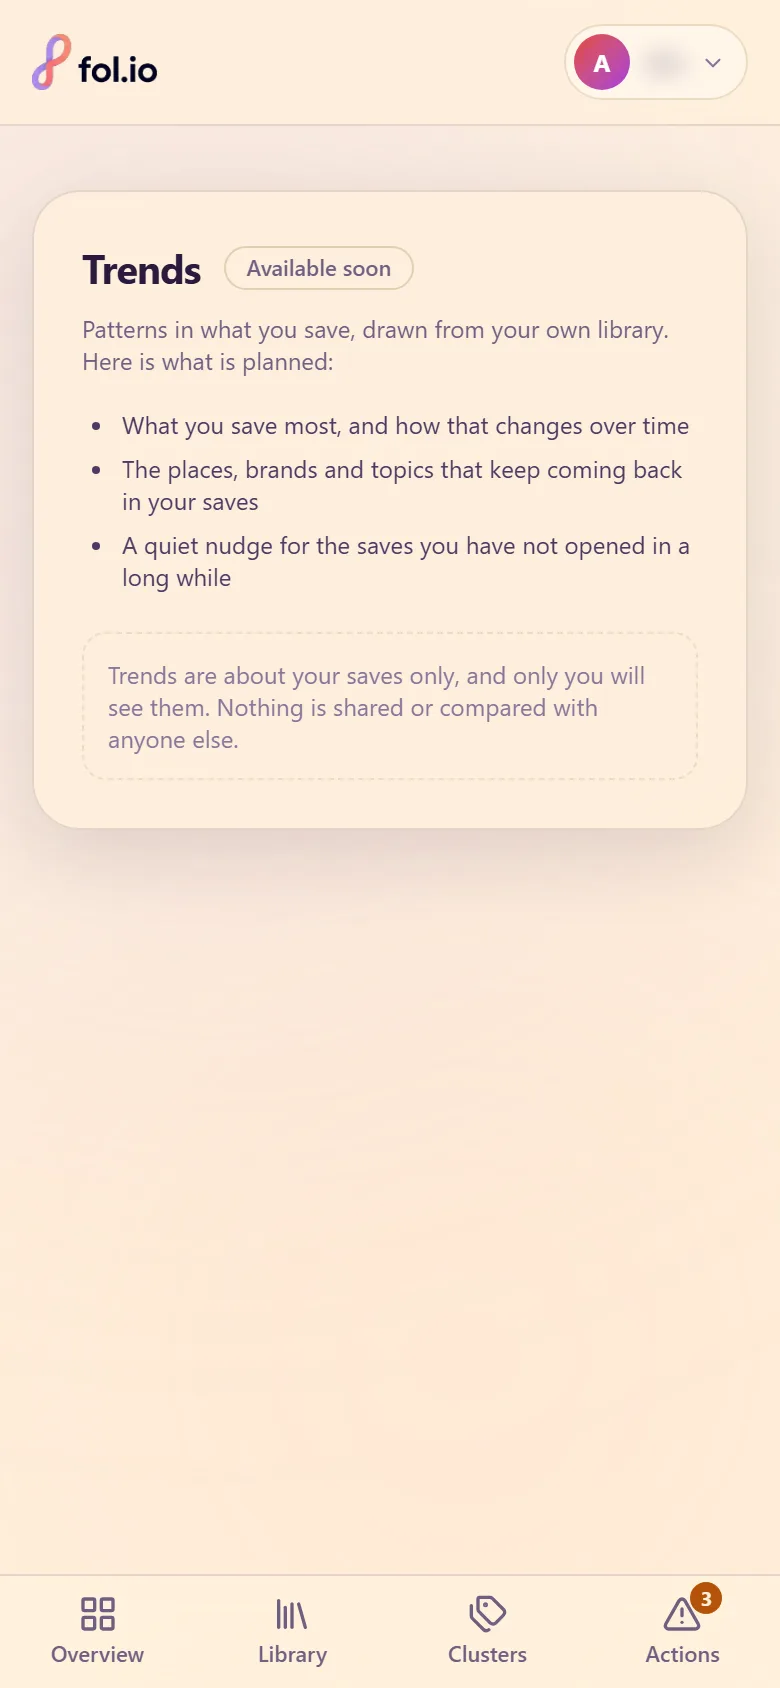 fol.io
A
Trends
Available soon
Patterns in what you save, drawn from your own library.
Here is what is planned:
• What you save most, and how that changes over time
• The places, brands and topics that keep coming back
in your saves
• A quiet nudge for the saves you have not opened in a
long while
Trends are about your saves only, and only you will
see them. Nothing is shared or compared with
anyone else.
Overview
Library
Clusters
3
Actions